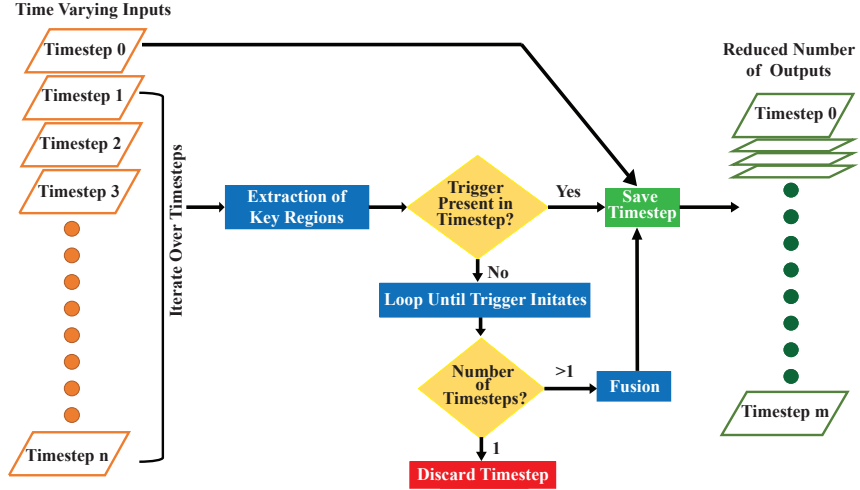 Time Varying Inputs
Timestep 0
Timestep 1
Timestep 2
Timestep 3
Timestep n
Iterate Over Timesteps
Extraction of
Key Regions
Trigger
Present in
Timestep?
Yes
No
Save
Timestep
Loop Until Trigger Initates
Number
of
Timesteps?
>1
Fusion
1
Discard Timestep
Reduced Number
of Outputs
Timestep 0
Timestep m